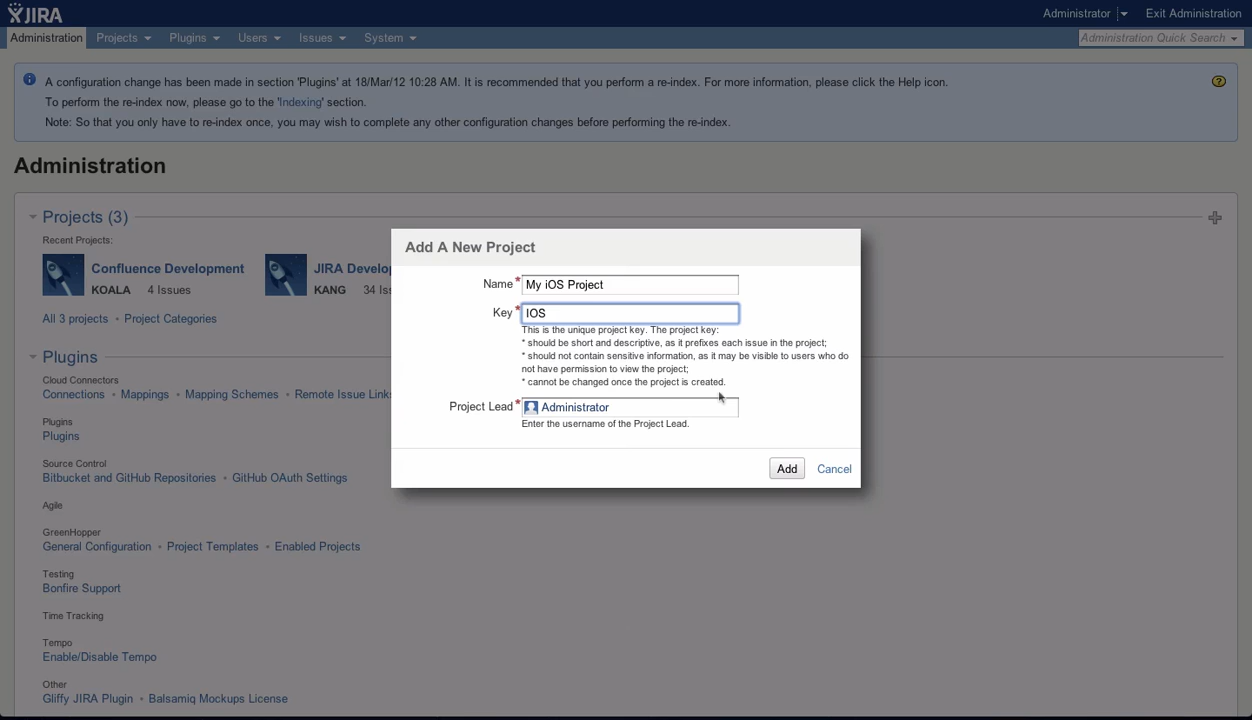 JIRA
Administrator Exit Administration
Administration Projects Plugins Users Issues System Administration Quick Search
A configuration change has been made in section 'Plugins' at 18/Mar/12 10:28 AM. It is recommended that you perform a re-index. For more information, please click the Help icon.
To perform the re-index now, please go to the 'Indexing' section.
Note: So that you only have to re-index once, you may wish to complete any other configuration changes before performing the re-index.
Administration
Projects (3)
Recent Projects:
Confluence Development
KOALA 4 Issues
JIRA Develo
KANG 34 Is
All 3 projects • Project Categories
Plugins
Cloud Connectors
Connections • Mappings • Mapping Schemes • Remote Issue Links
Plugins
Plugins
Source Control
Bitbucket and GitHub Repositories • GitHub OAuth Settings
Agile
GreenHopper
General Configuration • Project Templates • Enabled Projects
Testing
Bonfire Support
Time Tracking
Tempo
Enable/Disable Tempo
Other
Gliffy JIRA Plugin • Balsamiq Mockups License
Add A New Project
Name* My iOS Project
Key* IOS
This is the unique project key. The project key:
* should be short and descriptive, as it prefixes each issue in the project;
* should not contain sensitive information, as it may be visible to users who do
not have permission to view the project;
* cannot be changed once the project is created.
Project Lead* Administrator
Enter the username of the Project Lead.
Add Cancel